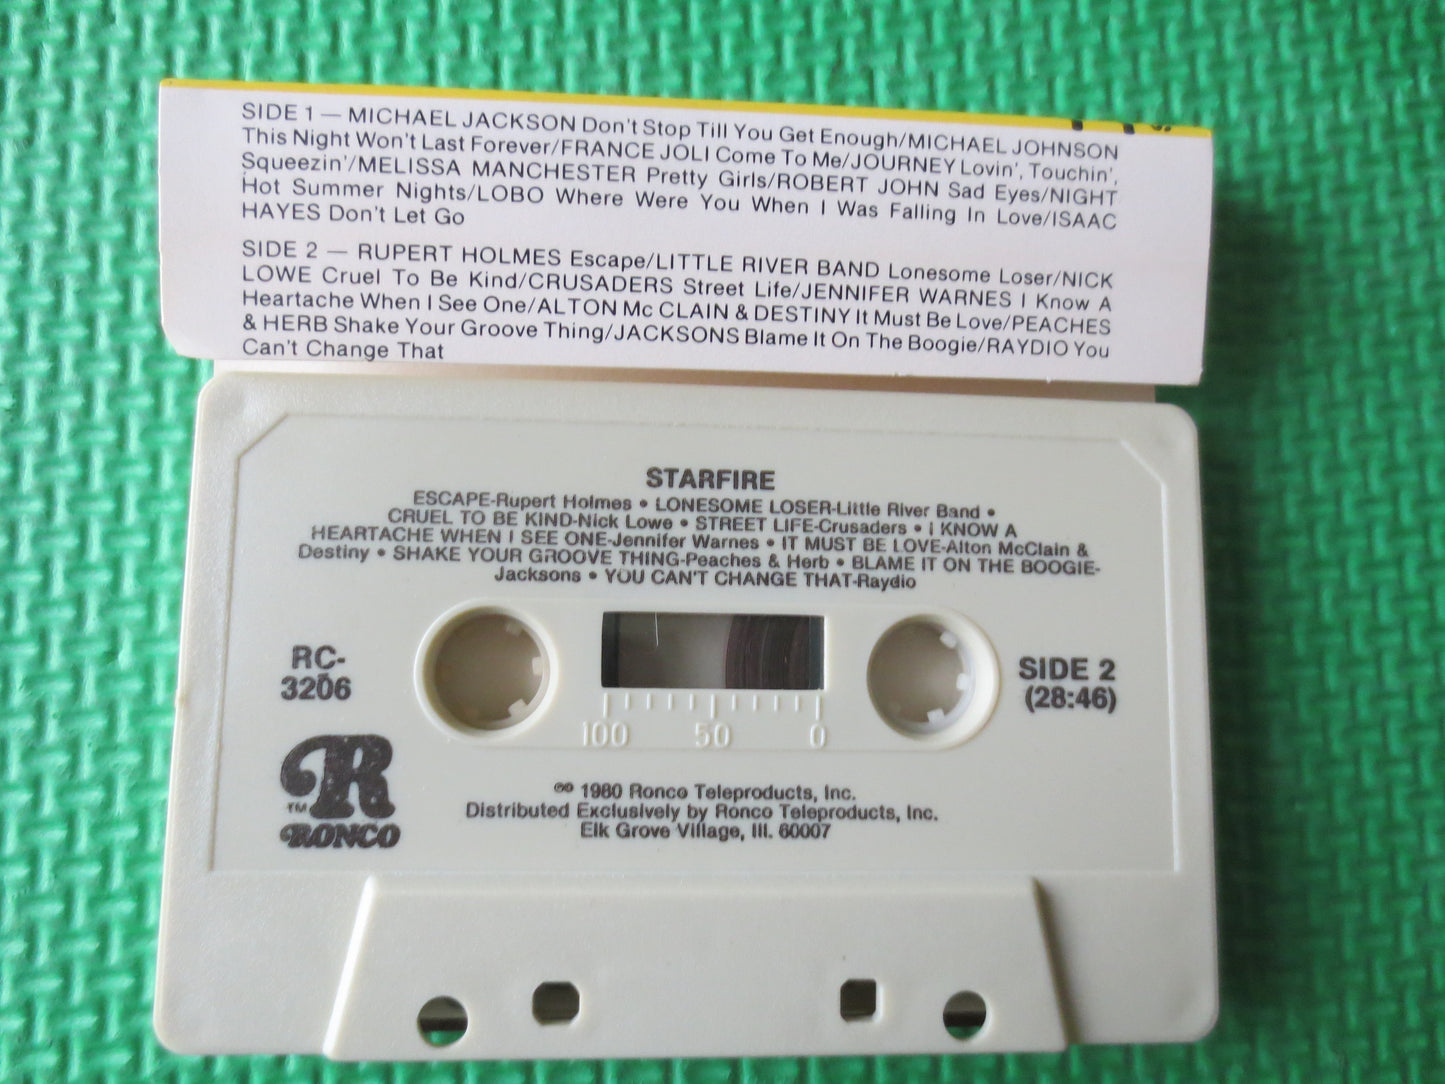 SIDE 1 — MICHAEL JACKSON Don't Stop Till You Get Enough/MICHAEL JOHNSON
This Night Won't Last Forever/FRANCE JOLI Come To Me/JOURNEY Lovin', Touchin',
Squeezin'/MELISSA MANCHESTER Pretty Girls/ROBERT JOHN Sad Eyes/NIGHT
Hot Summer Nights/LOBO Where Were You When I Was Falling In Love/ISAAC
HAYES Don't Let Go
SIDE 2 — RUPERT HOLMES Escape/LITTLE RIVER BAND Lonesome Loser/NICK
LOWE Cruel To Be Kind/CRUSADERS Street Life/JENNIFER WARNES I Know A
Heartache When I See One/ALTON Mc CLAIN & DESTINY It Must Be Love/PEACHES
& HERB Shake Your Groove Thing/JACKSONS Blame It On The Boogie/RAYDIO You
Can't Change That
STARFIRE
ESCAPE-Rupert Holmes • LONESOME LOSER-Little River Band •
CRUEL TO BE KIND-Nick Lowe • STREET LIFE-Crusaders • I KNOW A
HEARTACHE WHEN I SEE ONE-Jennifer Warnes • IT MUST BE LOVE-Alton McClain &
Destiny • SHAKE YOUR GROOVE THING-Peaches & Herb • BLAME IT ON THE BOOGIE-
Jacksons • YOU CAN'T CHANGE THAT-Raydio
RC-
3206
SIDE 2
(28:46)
100 50 0
R
TM
RONCO
℗© 1980 Ronco Teleproducts, Inc.
Distributed Exclusively by Ronco Teleproducts, Inc.
Elk Grove Village, Ill. 60007